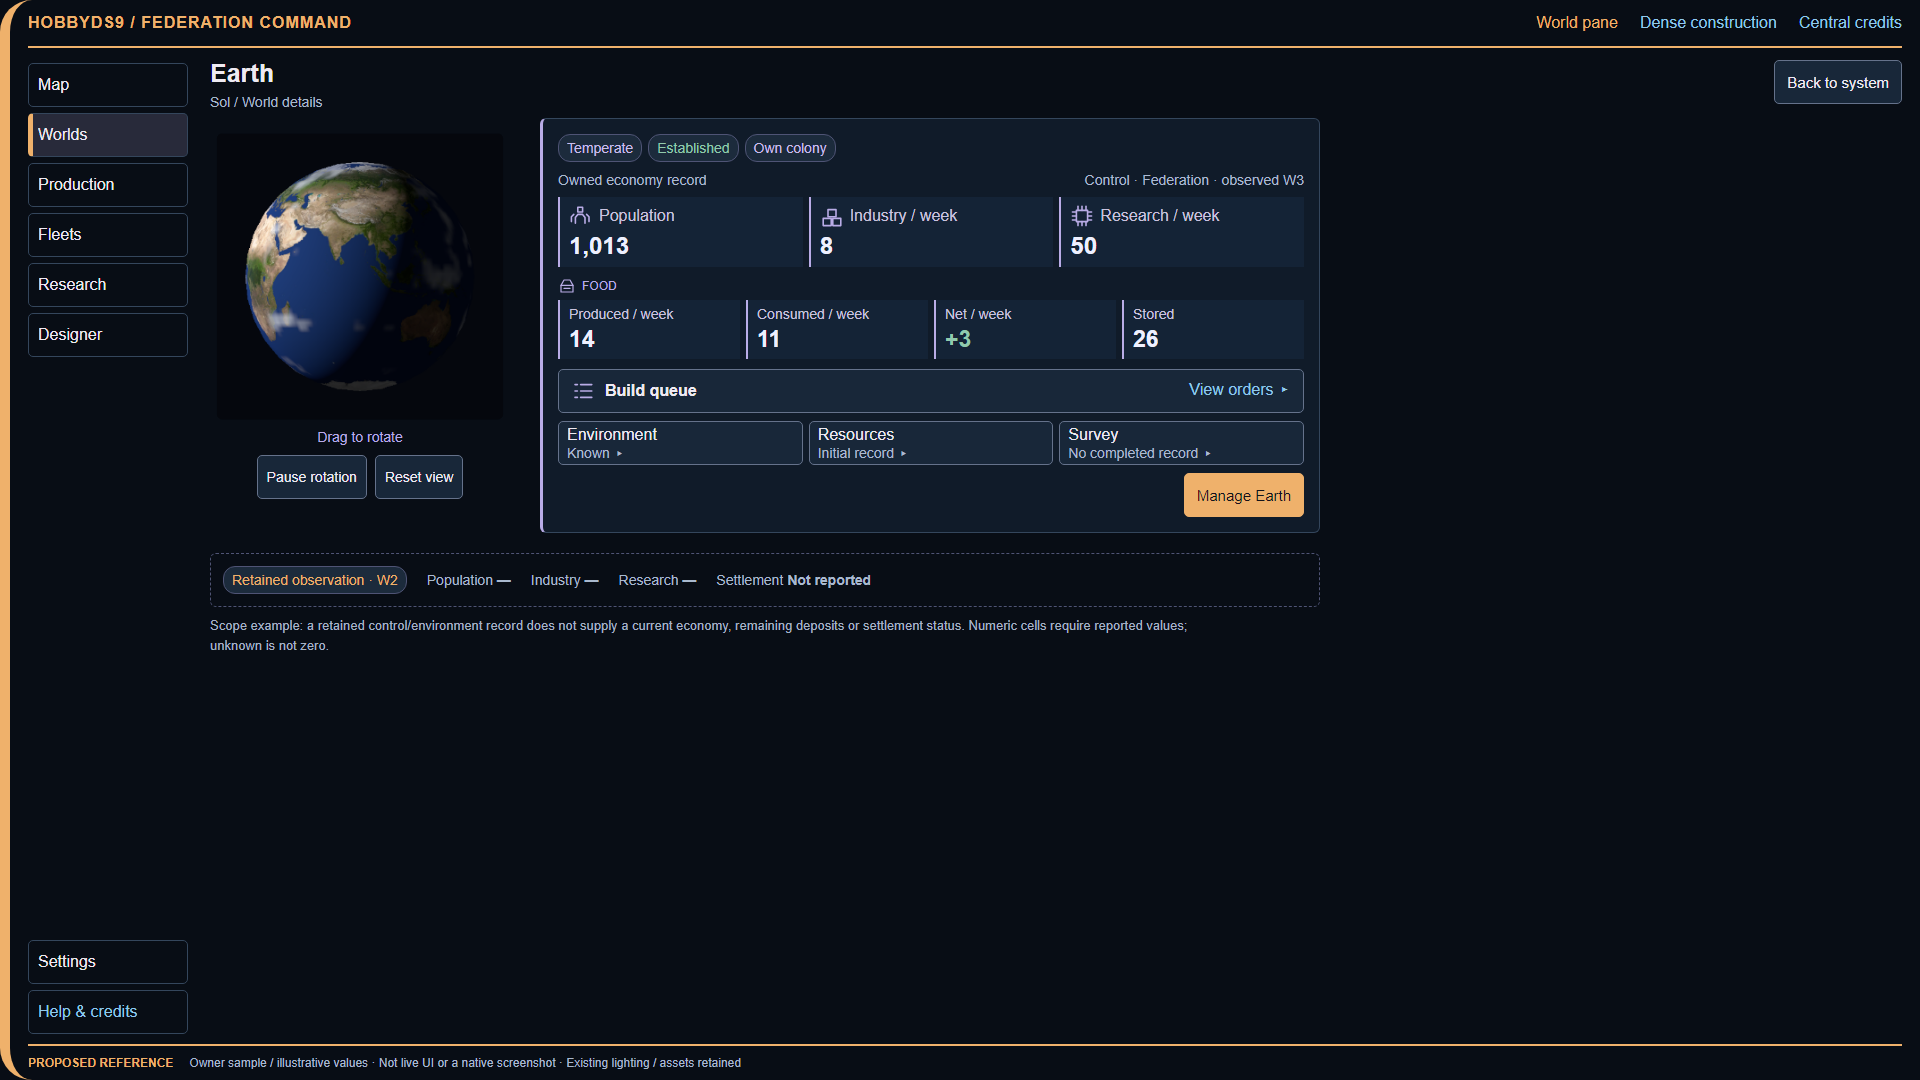 HOBBYDS9 / FEDERATION COMMAND
World pane Dense construction Central credits
Map
Worlds
Production
Fleets
Research
Designer
Settings
Help & credits
Earth
Sol / World details
Back to system
Drag to rotate
Pause rotation Reset view
Temperate Established Own colony
Owned economy record Control · Federation · observed W3
Population Industry / week Research / week
1,013 8 50
FOOD
Produced / week Consumed / week Net / week Stored
14 11 +3 26
Build queue View orders ▸
Environment Resources Survey
Known ▸ Initial record ▸ No completed record ▸
Manage Earth
Retained observation · W2 Population — Industry — Research — Settlement Not reported
Scope example: a retained control/environment record does not supply a current economy, remaining deposits or settlement status. Numeric cells require reported values;
unknown is not zero.
PROPOSED REFERENCE Owner sample / illustrative values · Not live UI or a native screenshot · Existing lighting / assets retained